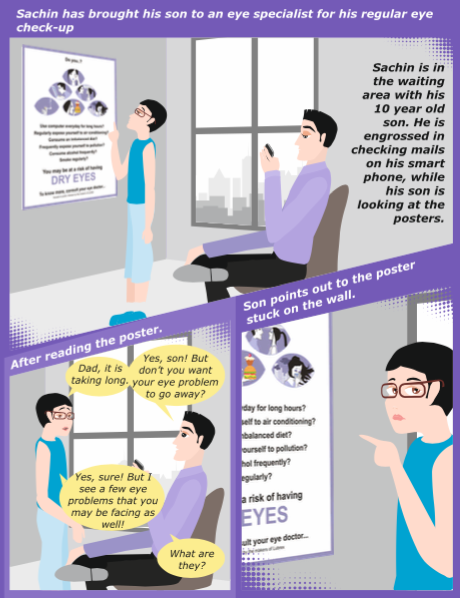 Sachin has brought his son to an eye specialist for his regular eye
check-up
Do you ?
Use computer everyday for long hours?
Regularly expose yourself to air conditioning?
Consume an imbalanced diet?
Frequently expose yourself to pollution?
Consume alcohol frequently?
Smoke regularly?
You may be at a risk of having
DRY EYES
To know more, consult your eye doctor...
Sachin is in
the waiting
area with his
10 year old
son. He is
engrossed in
checking mails
on his smart
phone, while
his son is
looking at the
posters.
After reading the poster.
Dad, it is
taking long.
Yes, son! But
don't you want
your eye problem
to go away?
Yes, sure! But I
see a few eye
problems that you
may be facing as
well!
What are
they?
Son points out to the poster
stuck on the wall.
day for long hours?
self to air conditioning?
nbalanced diet?
ourself to pollution?
hol frequently?
egularly?
a risk of having
EYES
sult your eye doctor...